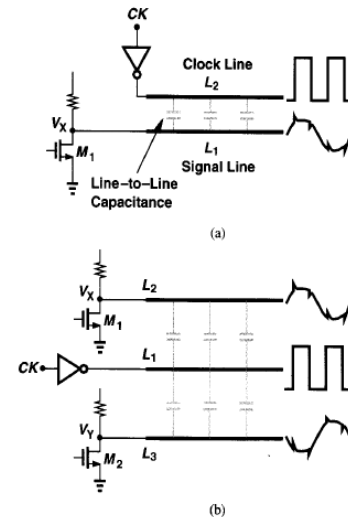 CK
Clock Line
L2
VX
M1
L1
Line-to-Line
Capacitance
Signal Line
(a)
VX
L2
M1
CK
L1
VY
L3
M2
(b)